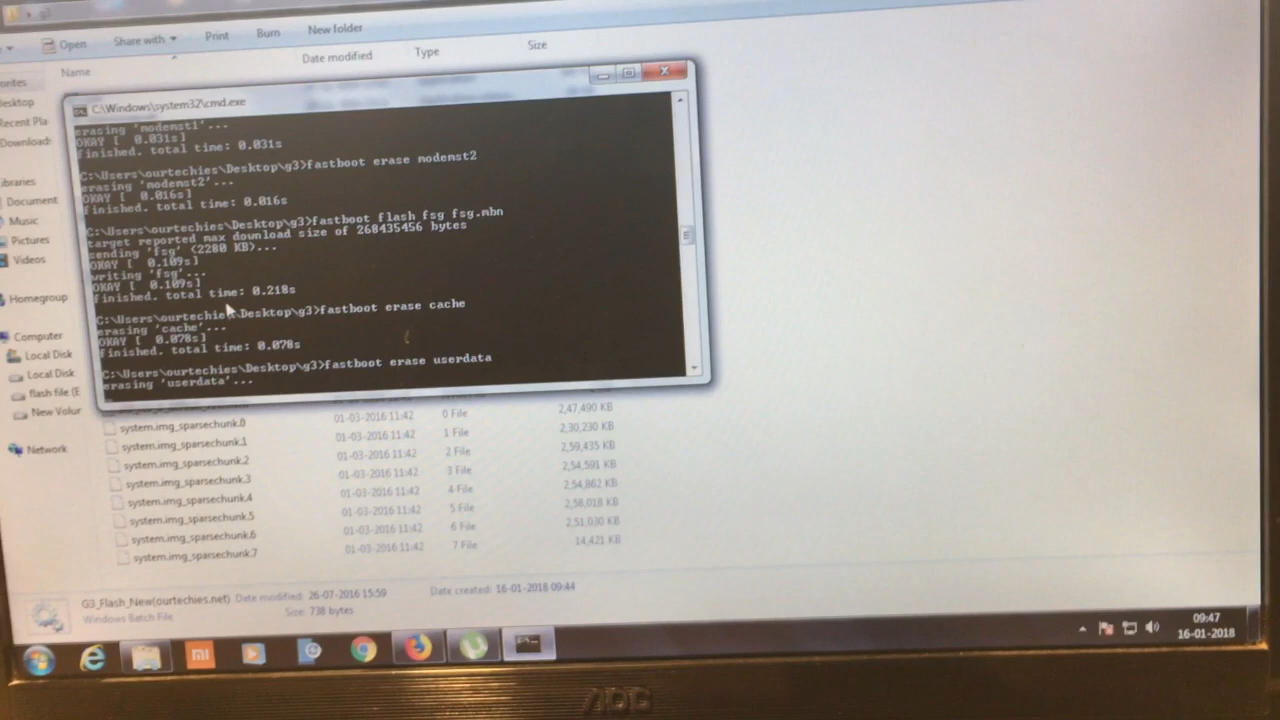 Open Share with Print Burn New folder
Name Date modified Type Size
C:\Windows\system32\cmd.exe
erasing 'modemst1'...
OKAY [  0.031s]
finished. total time: 0.031s
C:\Users\ourtechies\Desktop\g3>fastboot erase modemst2
erasing 'modemst2'...
OKAY [  0.016s]
finished. total time: 0.016s
C:\Users\ourtechies\Desktop\g3>fastboot flash fsg fsg.mbn
target reported max download size of 268435456 bytes
sending 'fsg' (2280 KB)...
OKAY [  0.109s]
writing 'fsg'...
OKAY [  0.109s]
finished. total time: 0.218s
C:\Users\ourtechies\Desktop\g3>fastboot erase cache
erasing 'cache'...
OKAY [  0.078s]
finished. total time: 0.078s
C:\Users\ourtechies\Desktop\g3>fastboot erase userdata
erasing 'userdata'...
orites
esktop
Recent Pla
Download:
ibraries
Document
Music
Pictures
Videos
Homegroup
Computer
Local Disk
Local Disk
flash file (E
New Volur
Network
system.img_sparsechunk.0 01-03-2016 11:42 0 File 2,47,490 KB
system.img_sparsechunk.1 01-03-2016 11:42 1 File 2,30,230 KB
system.img_sparsechunk.2 01-03-2016 11:42 2 File 2,59,435 KB
system.img_sparsechunk.3 01-03-2016 11:42 3 File 2,54,591 KB
system.img_sparsechunk.4 01-03-2016 11:42 4 File 2,54,862 KB
system.img_sparsechunk.5 01-03-2016 11:42 5 File 2,58,018 KB
system.img_sparsechunk.6 01-03-2016 11:42 6 File 2,51,030 KB
system.img_sparsechunk.7 01-03-2016 11:42 7 File 14,421 KB
G3_Flash_New(ourtechies.net) Date modified: 26-07-2016 15:59 Date created: 16-01-2018 09:44
Windows Batch File Size: 738 bytes
09:47
16-01-2018
AOC